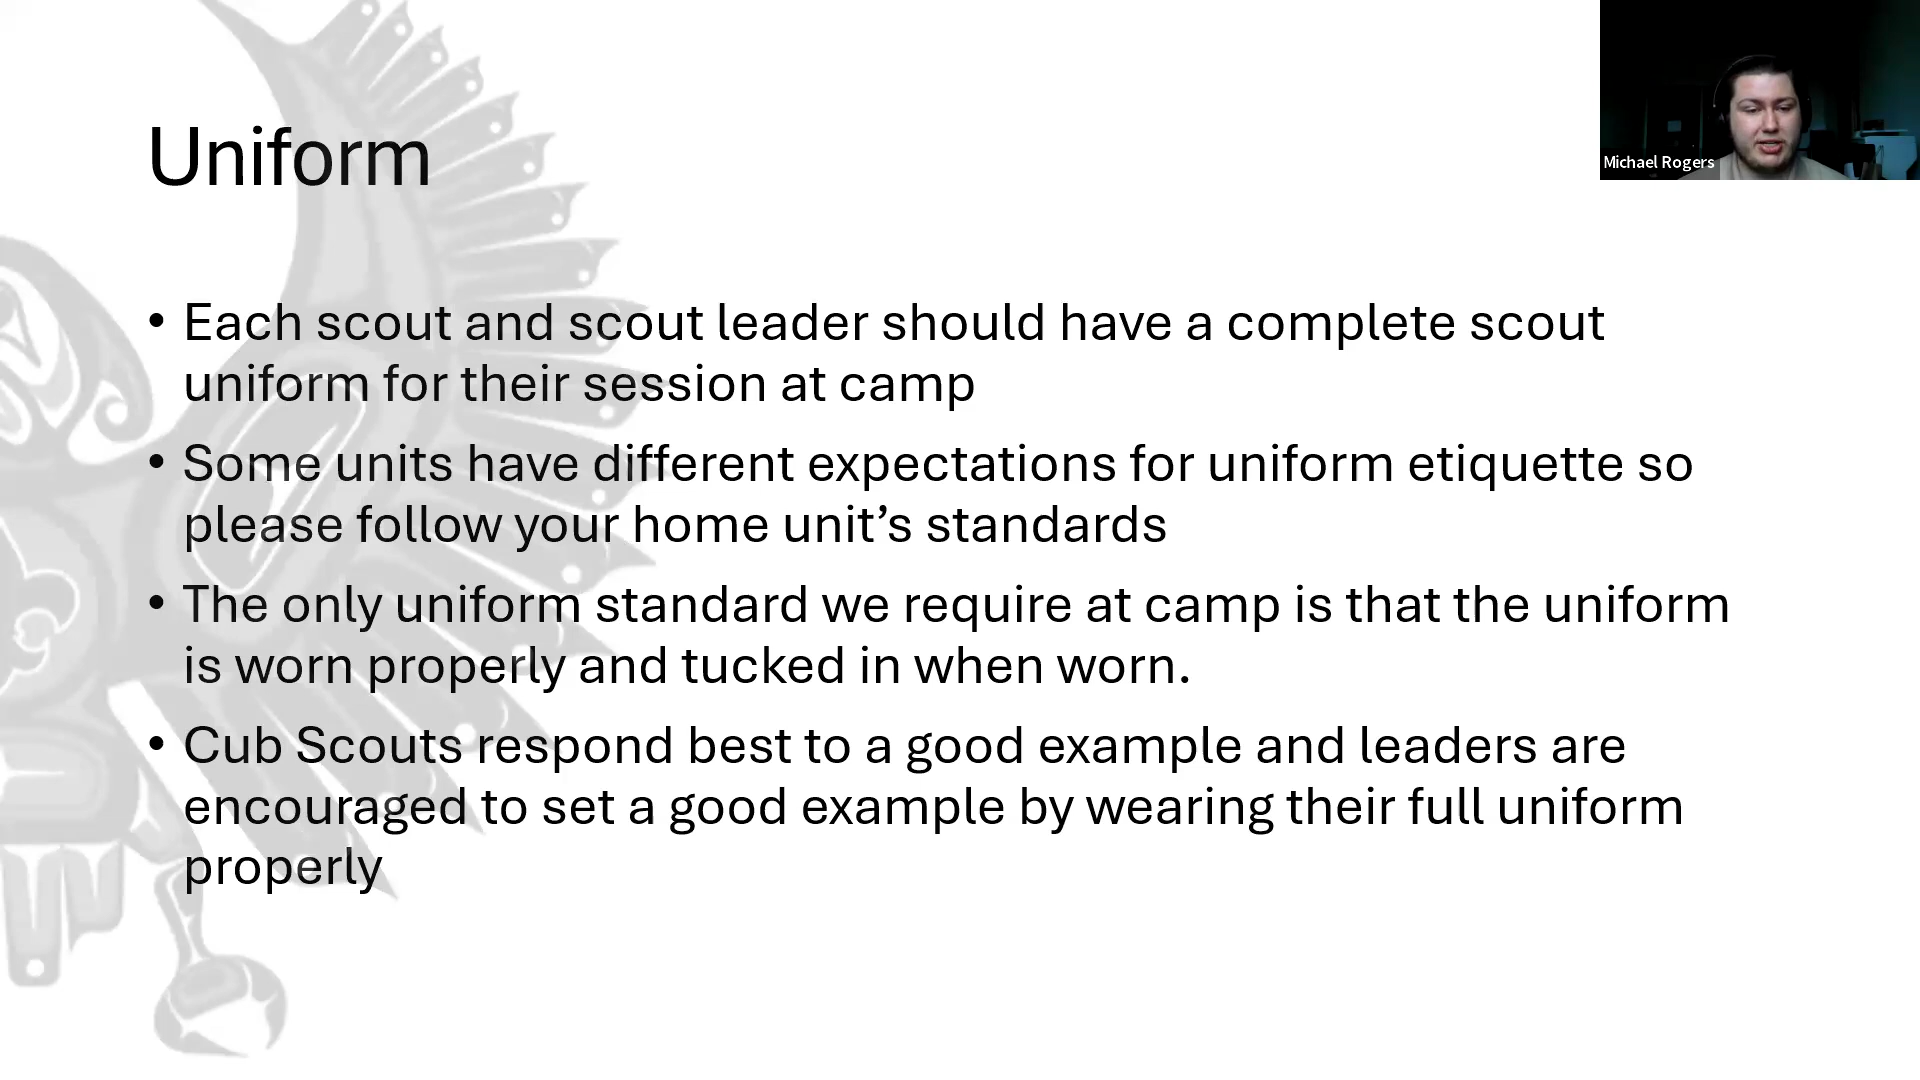 Uniform
Michael Rogers
• Each scout and scout leader should have a complete scout
uniform for their session at camp
• Some units have different expectations for uniform etiquette so
please follow your home unit’s standards
• The only uniform standard we require at camp is that the uniform
is worn properly and tucked in when worn.
• Cub Scouts respond best to a good example and leaders are
encouraged to set a good example by wearing their full uniform
properly